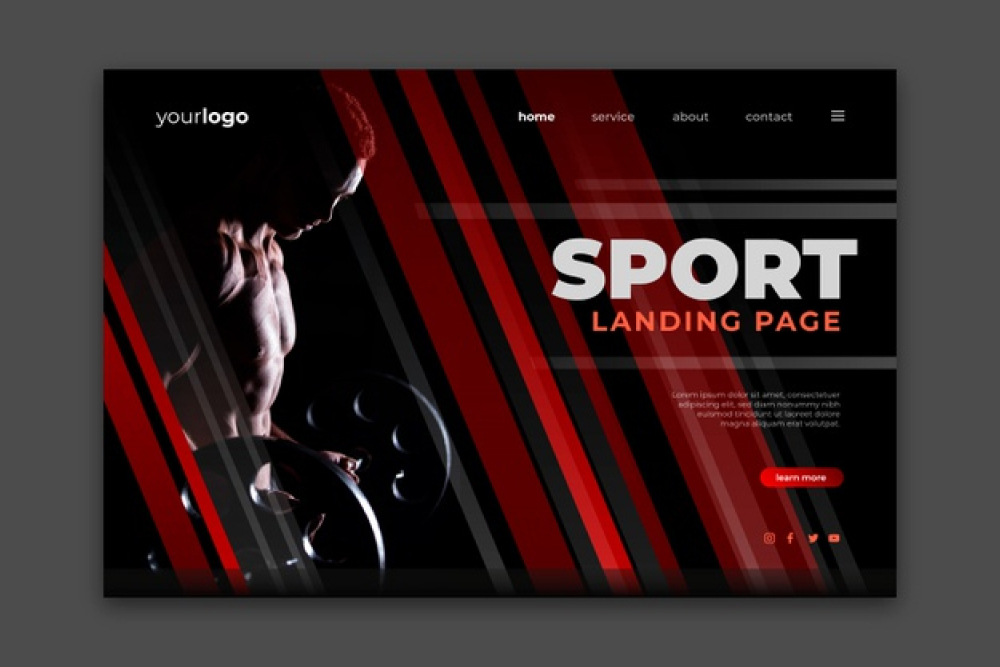 yourlogo
home service about contact
SPORT
LANDING PAGE
Lorem ipsum dolor sit amet, consectetuer
adipiscing elit, sed diam nonummy nibh
euismod tincidunt ut laoreet dolore
magna aliquam erat volutpat.
learn more